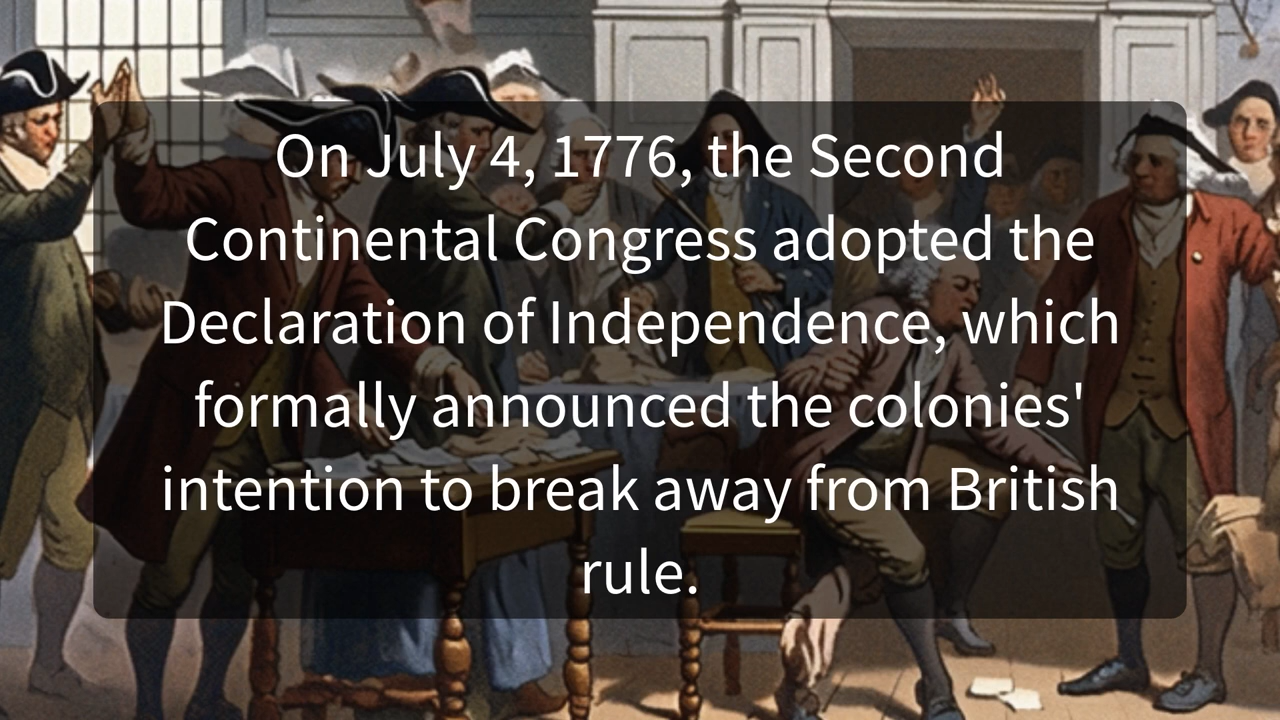 On July 4, 1776, the Second
Continental Congress adopted the
Declaration of Independence, which
formally announced the colonies'
intention to break away from British
rule.